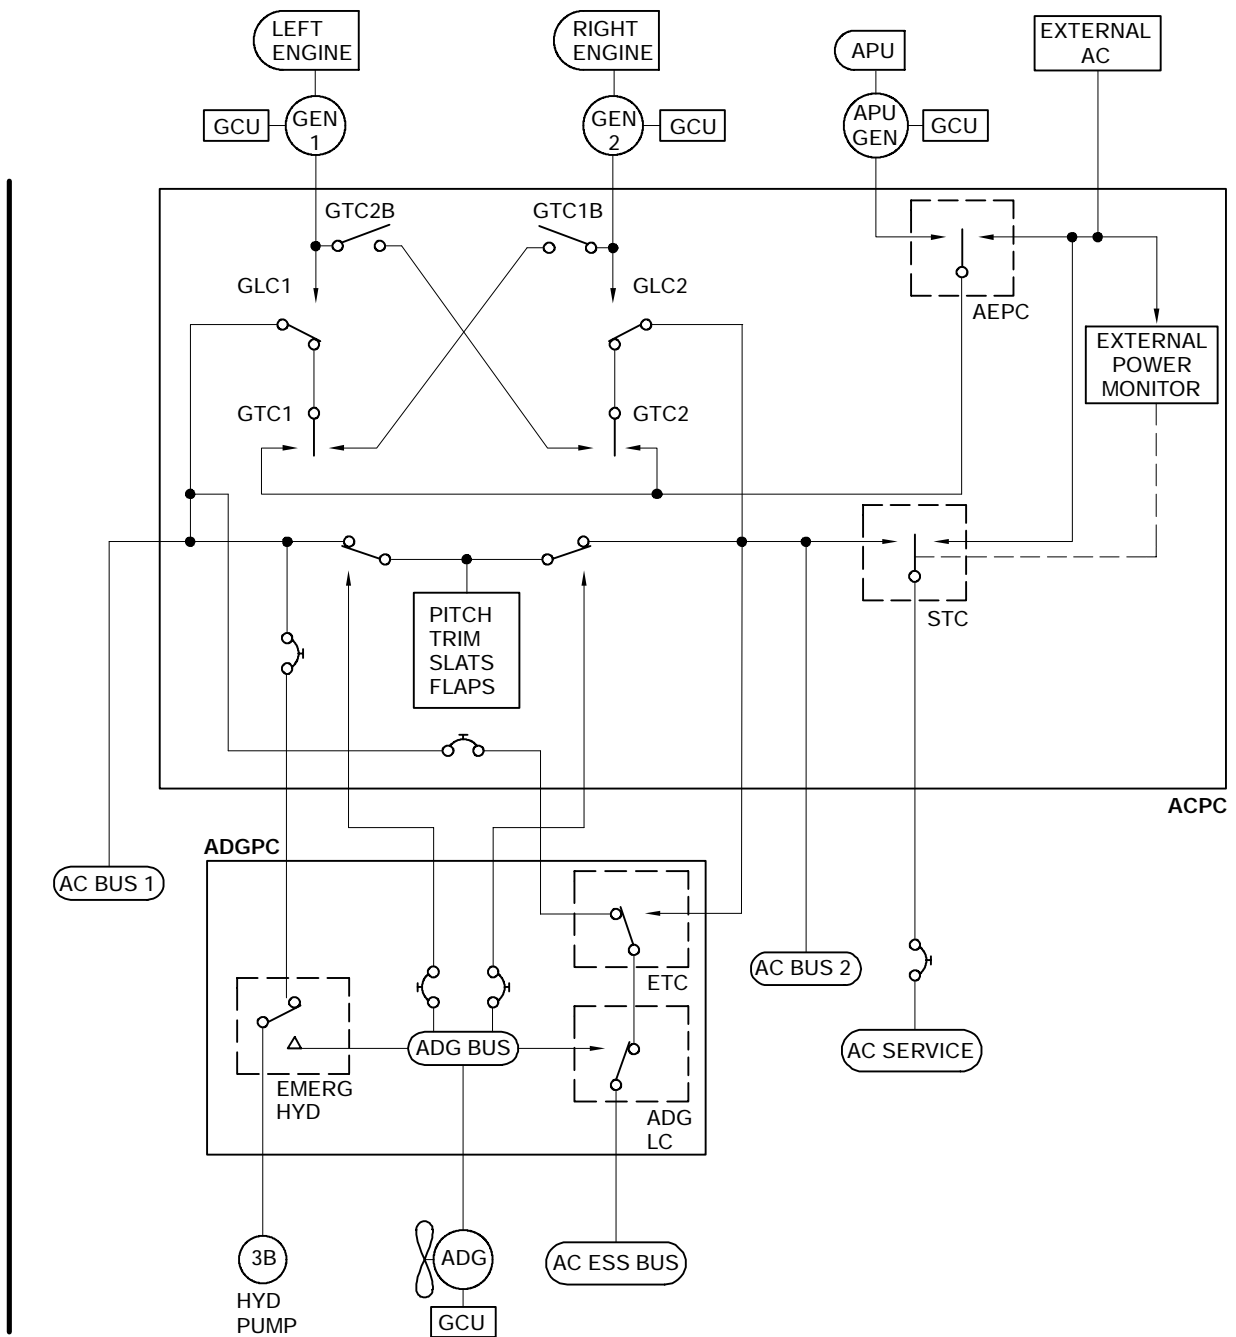 LEFT
ENGINE
RIGHT
ENGINE
APU
EXTERNAL
AC
GCU
GEN
1
GEN
2
GCU
APU
GEN
GCU
GTC2B
GTC1B
GLC1
GLC2
AEPC
EXTERNAL
POWER
MONITOR
GTC1
GTC2
PITCH
TRIM
SLATS
FLAPS
STC
ACPC
ADGPC
AC BUS 1
ETC
AC BUS 2
ADG BUS
AC SERVICE
EMERG
HYD
ADG
LC
3B
HYD
PUMP
ADG
GCU
AC ESS BUS